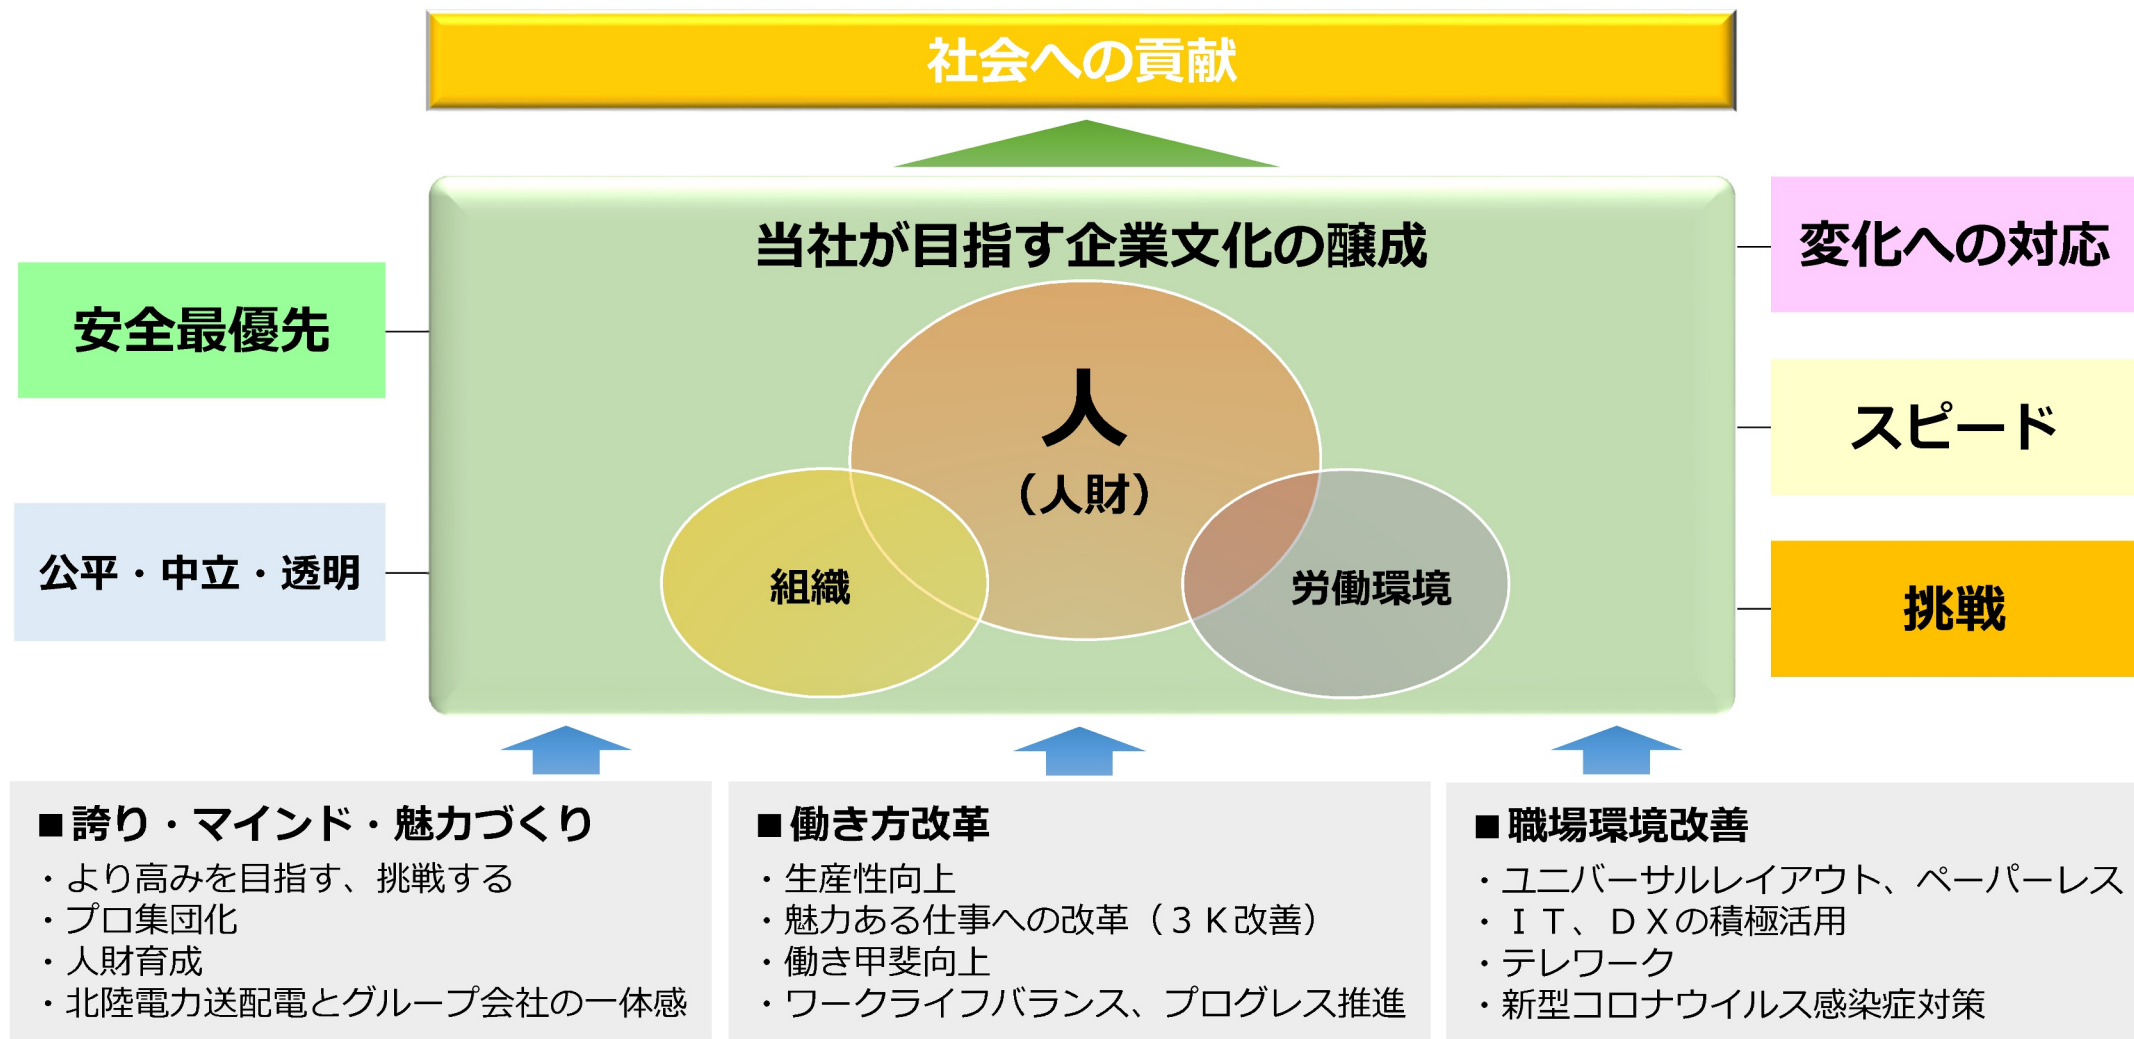 社会への貢献
当社が目指す企業文化の醸成
安全最優先
公平・中立・透明
人
（人財）
組織
労働環境
変化への対応
スピード
挑戦
■誇り・マインド・魅力づくり
・より高みを目指す、挑戦する
・プロ集団化
・人財育成
・北陸電力送配電とグループ会社の一体感
■働き方改革
・生産性向上
・魅力ある仕事への改革（３Ｋ改善）
・働き甲斐向上
・ワークライフバランス、プログレス推進
■職場環境改善
・ユニバーサルレイアウト、ペーパーレス
・ＩＴ、ＤＸの積極活用
・テレワーク
・新型コロナウイルス感染症対策